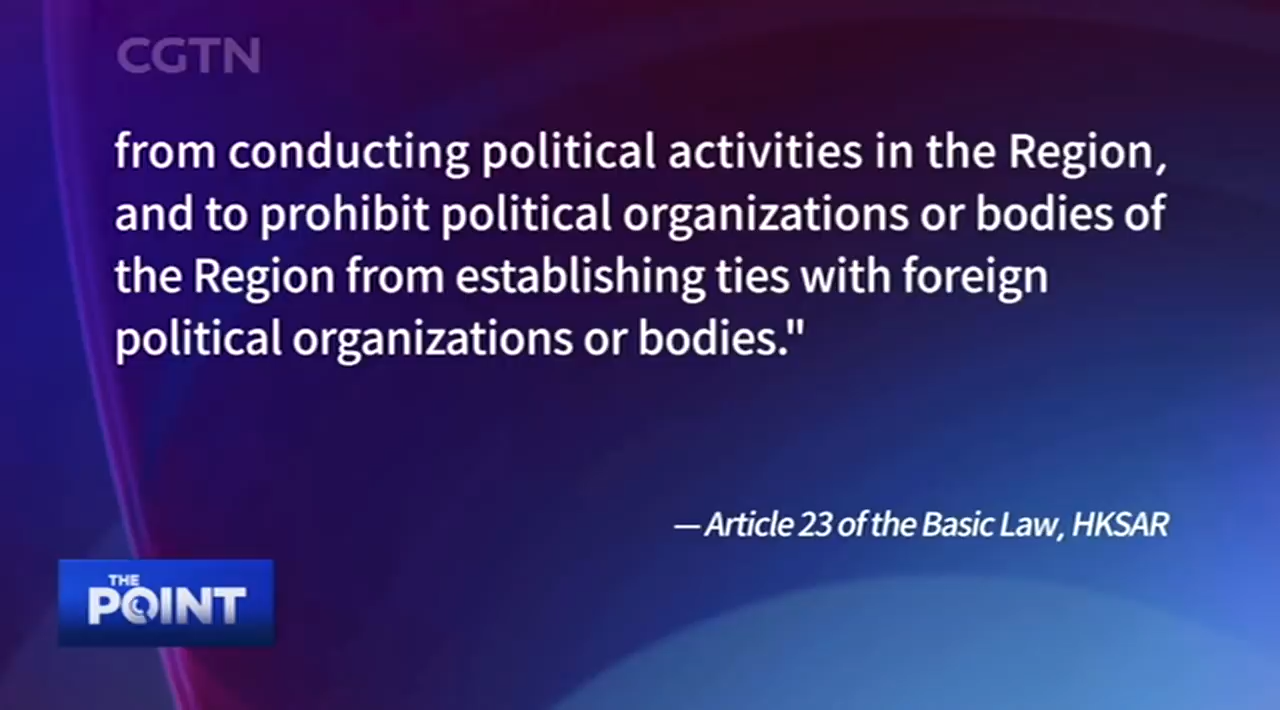 CGTN
from conducting political activities in the Region,
and to prohibit political organizations or bodies of
the Region from establishing ties with foreign
political organizations or bodies."
— Article 23 of the Basic Law, HKSAR
THE
POINT